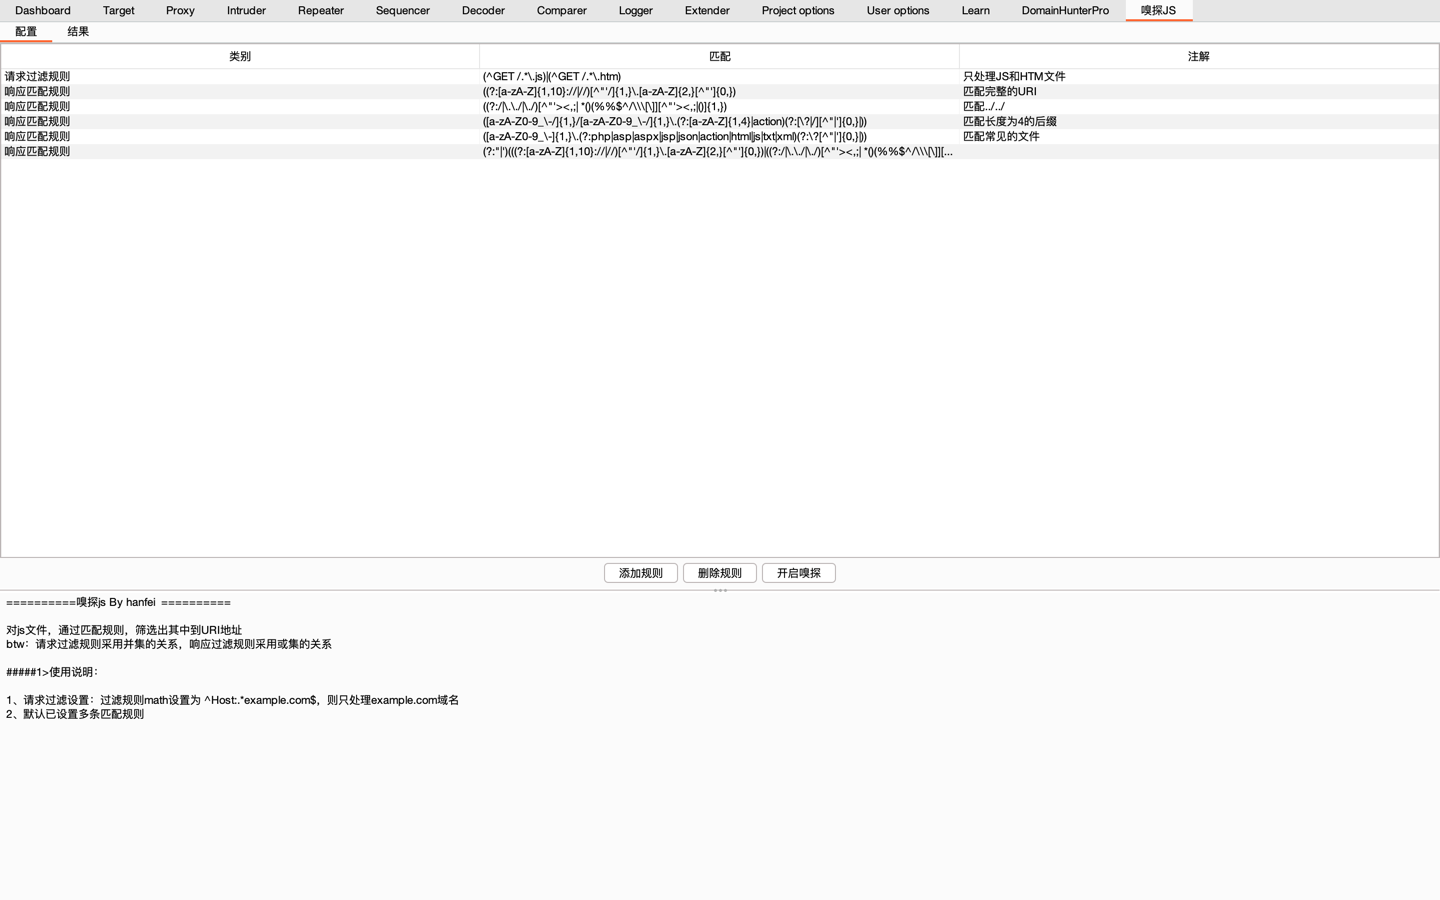 Dashboard Target Proxy Intruder Repeater Sequencer Decoder Comparer Logger Extender Project options User options Learn DomainHunterPro 嗅探JS
配置 结果
类别 匹配 注解
请求过滤规则 (^GET /.*\.js)|(^GET /.*\.htm) 只处理JS和HTM文件
响应匹配规则 ((?:[a-zA-Z]{1,10}://|//)[^"'/]{1,}\.[a-zA-Z]{2,}[^"']{0,}) 匹配完整的URI
响应匹配规则 ((?:/|\.\./|\./)[^"'><,;| *()(%%$^/\\\[\]][^"'><,;|()]{1,}) 匹配../../
响应匹配规则 ([a-zA-Z0-9_\-/]{1,}/[a-zA-Z0-9_\-/]{1,}\.(?:[a-zA-Z]{1,4}|action)(?:[\?|/][^"|']{0,}|)) 匹配长度为4的后缀
响应匹配规则 ([a-zA-Z0-9_\-]{1,}\.(?:php|asp|aspx|jsp|json|action|html|js|txt|xml)(?:\?[^"|']{0,}|)) 匹配常见的文件
响应匹配规则 (?:"|')(((?:[a-zA-Z]{1,10}://|//)[^"'/]{1,}\.[a-zA-Z]{2,}[^"']{0,})|((?:/|\.\./|\./)[^"'><,;| *()(%%$^/\\\[\]][...
添加规则 删除规则 开启嗅探
==========嗅探js By hanfei ==========
对js文件，通过匹配规则，筛选出其中到URI地址
btw：请求过滤规则采用并集的关系，响应过滤规则采用或集的关系
#####1>使用说明：
1、请求过滤设置：过滤规则math设置为 ^Host:.*example.com$，则只处理example.com域名
2、默认已设置多条匹配规则